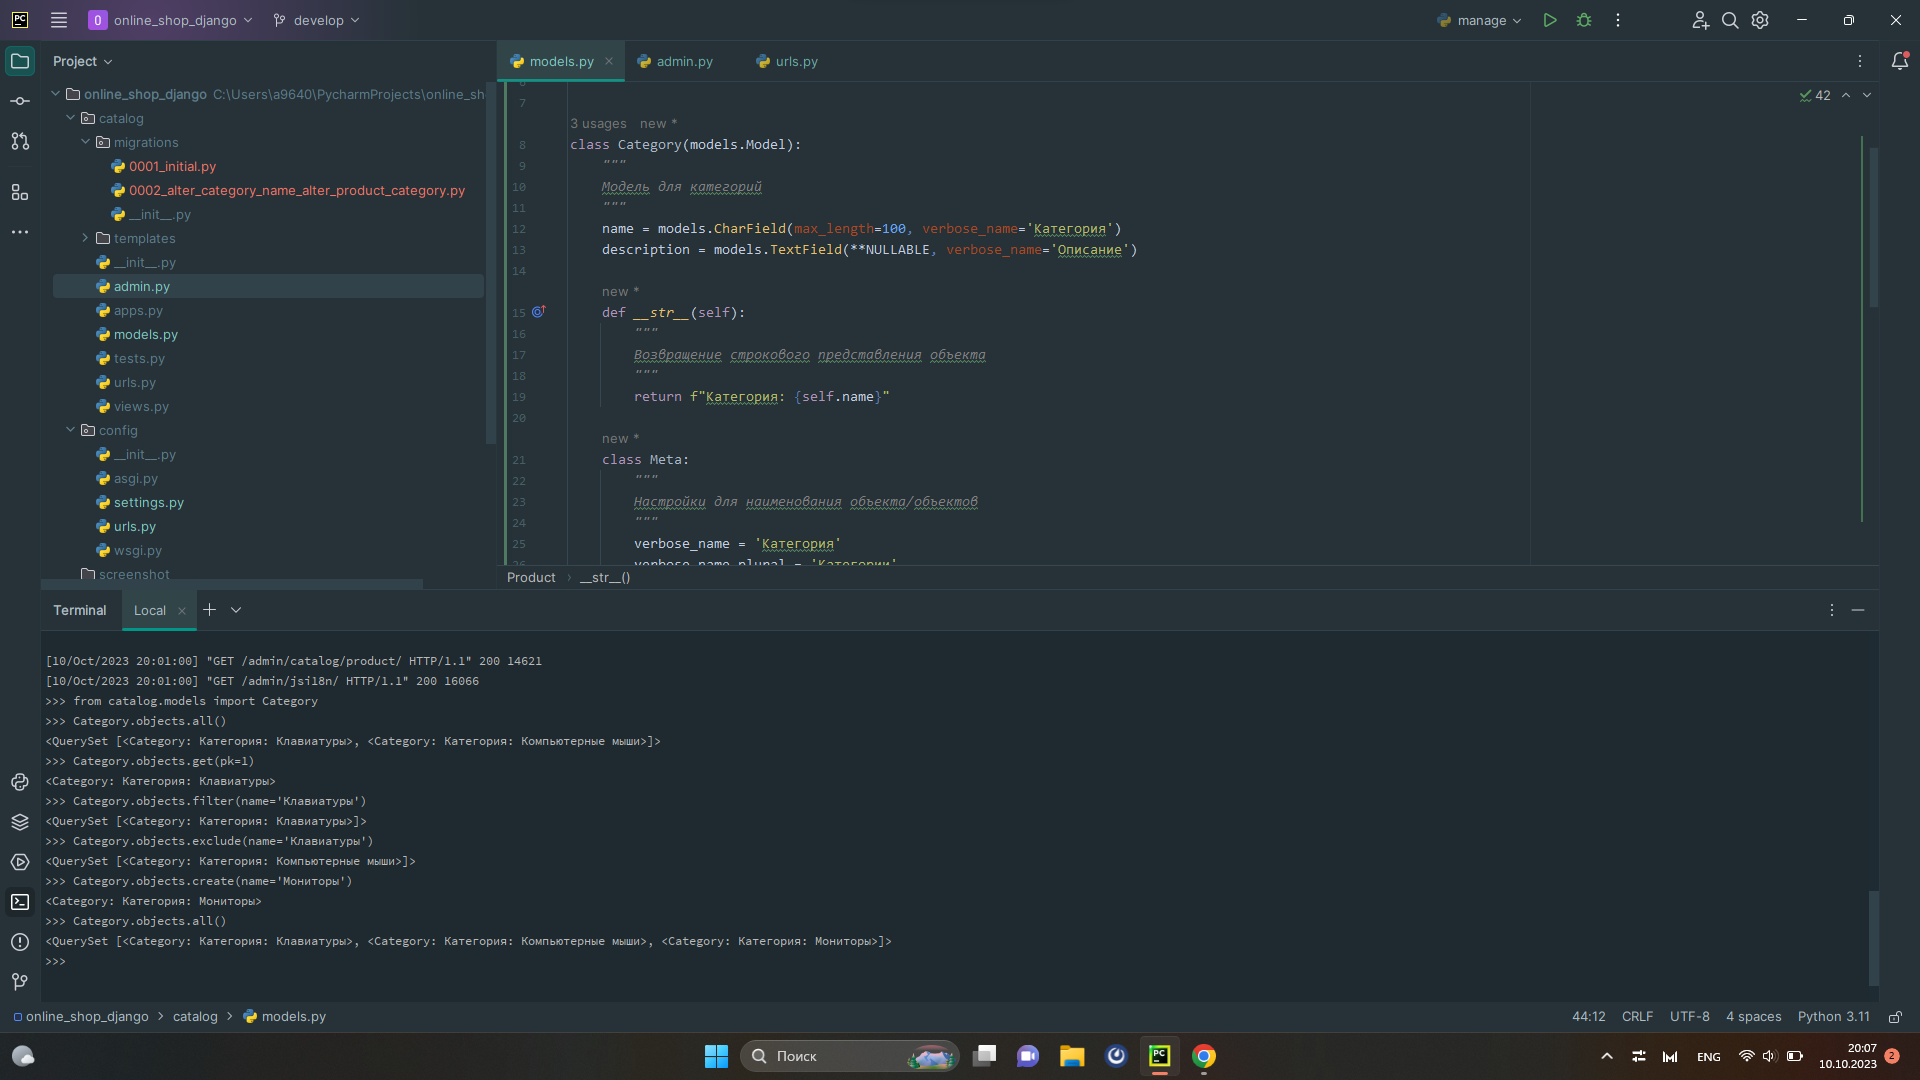 PC
O online_shop_django
develop
manage
Project
models.py
admin.py
urls.py
online_shop_django C:\Users\a9640\PycharmProjects\online_sh
catalog
migrations
0001_initial.py
0002_alter_category_name_alter_product_category.py
__init__.py
templates
__init__.py
admin.py
apps.py
models.py
tests.py
urls.py
views.py
config
__init__.py
asgi.py
settings.py
urls.py
wsgi.py
screenshot
42
6
7
3 usages new *
8 class Category(models.Model):
9 """
10 Модель для категорий
11 """
12 name = models.CharField(max_length=100, verbose_name='Категория')
13 description = models.TextField(**NULLABLE, verbose_name='Описание')
14
new *
15 def __str__(self):
16 """
17 Возвращение строкового представления объекта
18 """
19 return f"Категория: {self.name}"
20
new *
21 class Meta:
22 """
23 Настройки для наименования объекта/объектов
24 """
25 verbose_name = 'Категория'
26 verbose_name_plural = 'Категории'
Product > __str__()
Terminal
Local
[10/Oct/2023 20:01:00] "GET /admin/catalog/product/ HTTP/1.1" 200 14621
[10/Oct/2023 20:01:00] "GET /admin/jsi18n/ HTTP/1.1" 200 16066
>>> from catalog.models import Category
>>> Category.objects.all()
<QuerySet [<Category: Категория: Клавиатуры>, <Category: Категория: Компьютерные мыши>]>
>>> Category.objects.get(pk=1)
<Category: Категория: Клавиатуры>
>>> Category.objects.filter(name='Клавиатуры')
<QuerySet [<Category: Категория: Клавиатуры>]>
>>> Category.objects.exclude(name='Клавиатуры')
<QuerySet [<Category: Категория: Компьютерные мыши>]>
>>> Category.objects.create(name='Мониторы')
<Category: Категория: Мониторы>
>>> Category.objects.all()
<QuerySet [<Category: Категория: Клавиатуры>, <Category: Категория: Компьютерные мыши>, <Category: Категория: Мониторы>]>
>>>
online_shop_django > catalog > models.py
44:12
CRLF
UTF-8
4 spaces
Python 3.11
Поиск
PC
ENG
20:07
10.10.2023
2